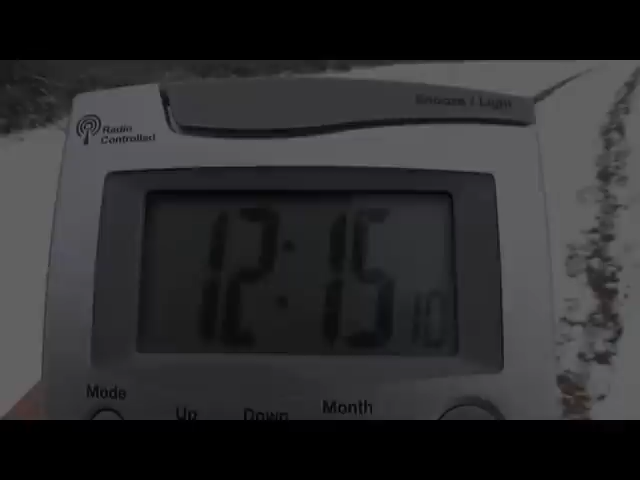 Snooze / Light
Radio
Controlled
12:15 10
Mode
Up Down Month